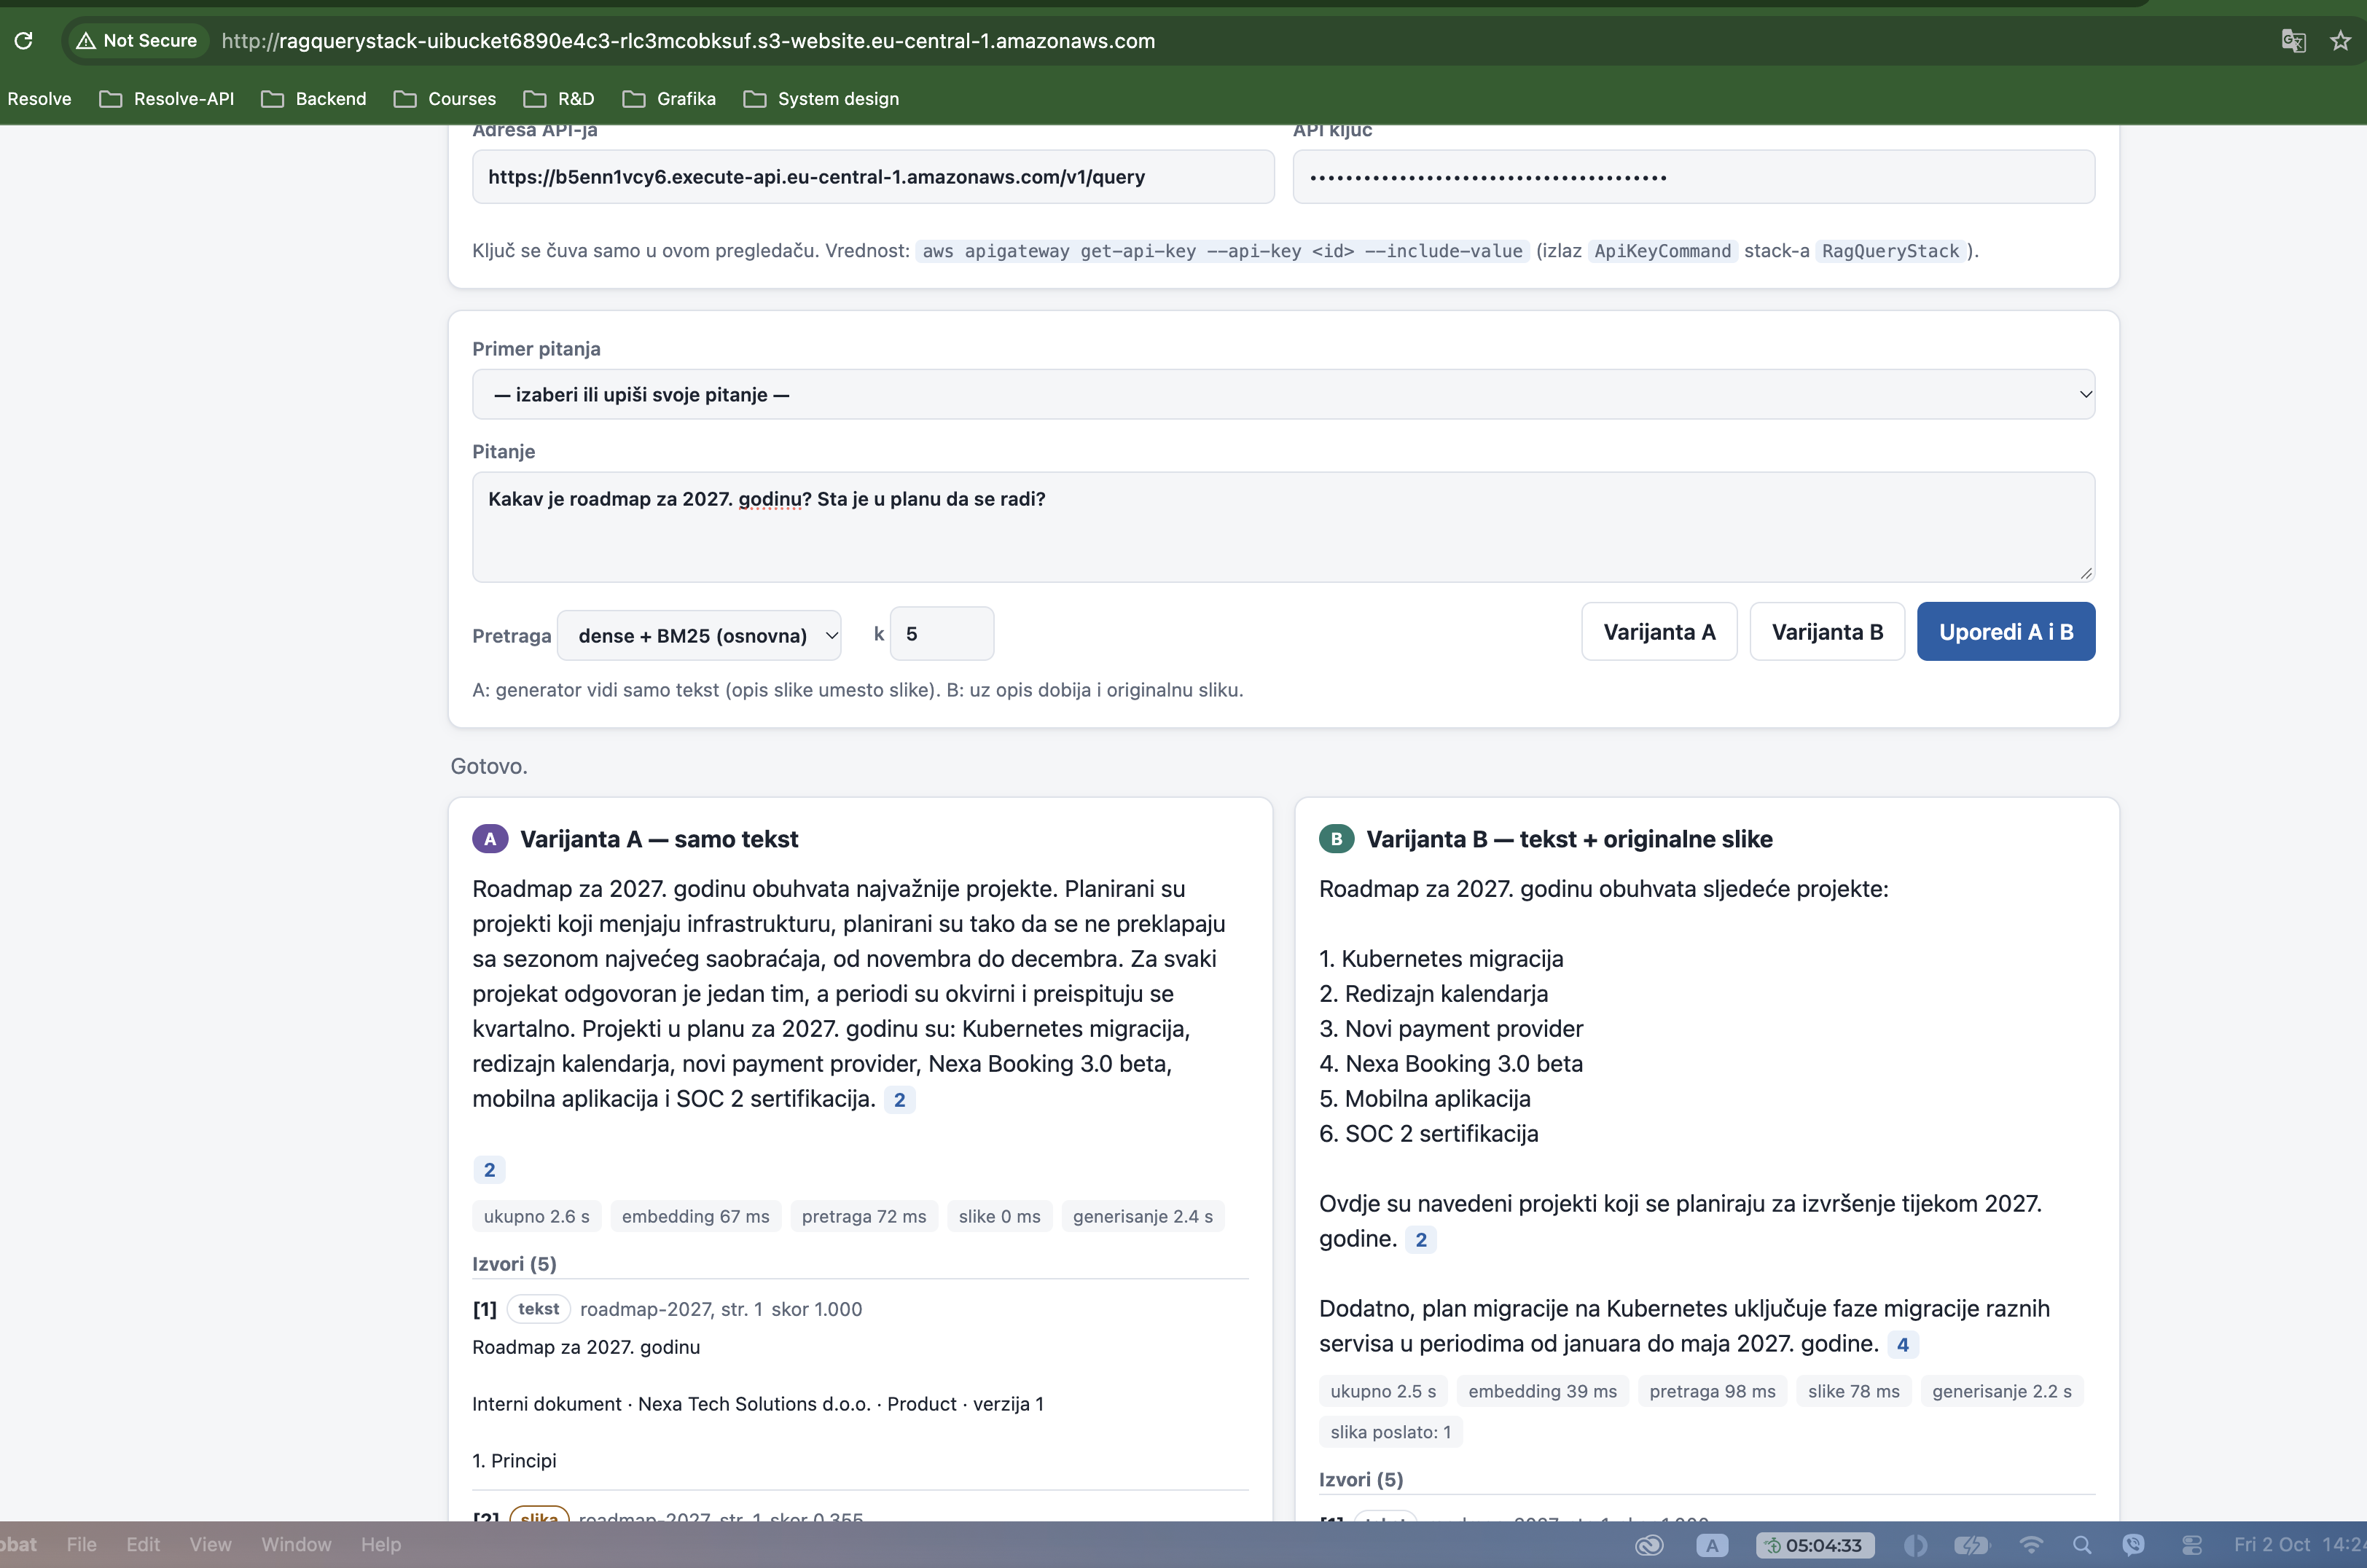 Not Secure http://ragquerystack-uibucket6890e4c3-rlc3mcobksuf.s3-website.eu-central-1.amazonaws.com
Resolve Resolve-API Backend Courses R&D Grafika System design
Adresa API-ja
API ključ
https://b5enn1vcy6.execute-api.eu-central-1.amazonaws.com/v1/query
Ključ se čuva samo u ovom pregledaču. Vrednost: aws apigateway get-api-key --api-key <id> --include-value (izlaz ApiKeyCommand stack-a RagQueryStack ).
Primer pitanja
— izaberi ili upiši svoje pitanje —
Pitanje
Kakav je roadmap za 2027. godinu? Sta je u planu da se radi?
Pretraga dense + BM25 (osnovna) k 5 Varijanta A Varijanta B Uporedi A i B
A: generator vidi samo tekst (opis slike umesto slike). B: uz opis dobija i originalnu sliku.
Gotovo.
A Varijanta A — samo tekst
Roadmap za 2027. godinu obuhvata najvažnije projekte. Planirani su
projekti koji menjaju infrastrukturu, planirani su tako da se ne preklapaju
sa sezonom najvećeg saobraćaja, od novembra do decembra. Za svaki
projekat odgovoran je jedan tim, a periodi su okvirni i preispituju se
kvartalno. Projekti u planu za 2027. godinu su: Kubernetes migracija,
redizajn kalendarja, novi payment provider, Nexa Booking 3.0 beta,
mobilna aplikacija i SOC 2 sertifikacija. 2
2
ukupno 2.6 s embedding 67 ms pretraga 72 ms slike 0 ms generisanje 2.4 s
Izvori (5)
[1] tekst roadmap-2027, str. 1 skor 1.000
Roadmap za 2027. godinu
Interni dokument · Nexa Tech Solutions d.o.o. · Product · verzija 1
1. Principi
[2] slika roadmap-2027, str. 1 skor 0.355
B Varijanta B — tekst + originalne slike
Roadmap za 2027. godinu obuhvata sljedeće projekte:
1. Kubernetes migracija
2. Redizajn kalendarja
3. Novi payment provider
4. Nexa Booking 3.0 beta
5. Mobilna aplikacija
6. SOC 2 sertifikacija
Ovdje su navedeni projekti koji se planiraju za izvršenje tijekom 2027.
godine. 2
Dodatno, plan migracije na Kubernetes uključuje faze migracije raznih
servisa u periodima od januara do maja 2027. godine. 4
ukupno 2.5 s embedding 39 ms pretraga 98 ms slike 78 ms generisanje 2.2 s
slika poslato: 1
Izvori (5)
File Edit View Window Help A 05:04:33 Fri 2 Oct